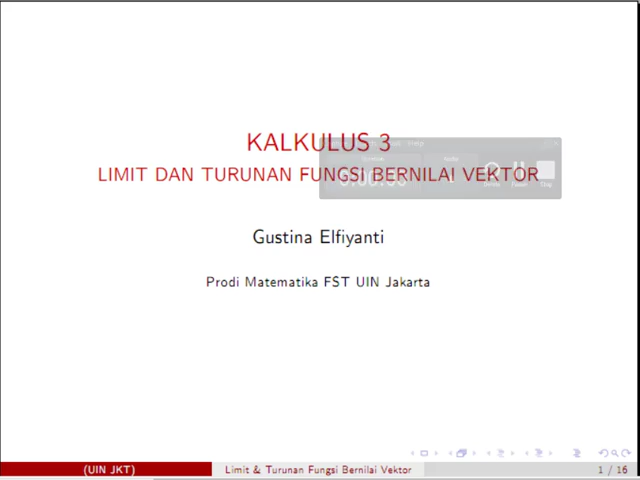 KALKULUS 3
LIMIT DAN TURUNAN FUNGSI BERNILAI VEKTOR
Gustina Elfiyanti
Prodi Matematika FST UIN Jakarta
(UIN JKT)
Limit & Turunan Fungsi Bernilai Vektor
1 / 16